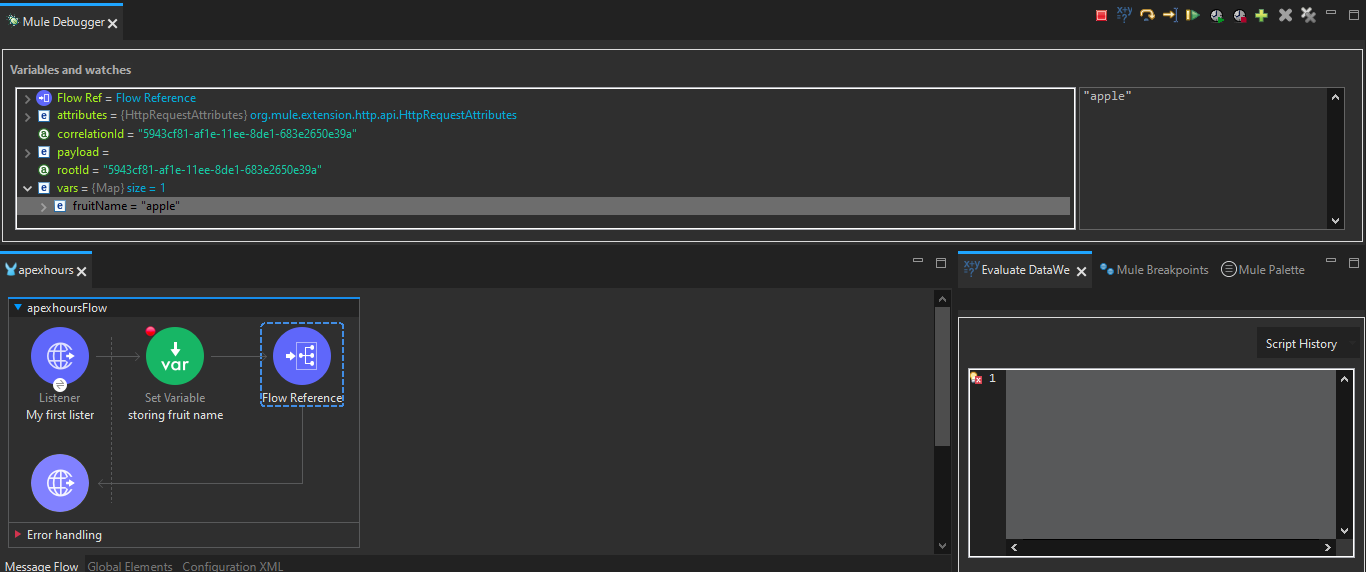 Mule Debugger
Variables and watches
Flow Ref = Flow Reference
attributes = {HttpRequestAttributes} org.mule.extension.http.api.HttpRequestAttributes
correlationId = "5943cf81-af1e-11ee-8de1-683e2650e39a"
payload =
rootId = "5943cf81-af1e-11ee-8de1-683e2650e39a"
vars = {Map} size = 1
fruitName = "apple"
"apple"
apexhours
apexhoursFlow
Listener
My first lister
var
Set Variable
storing fruit name
Flow Reference
Error handling
Message Flow Global Elements Configuration XML
x+y =? Evaluate DataWe Mule Breakpoints Mule Palette
Script History
1